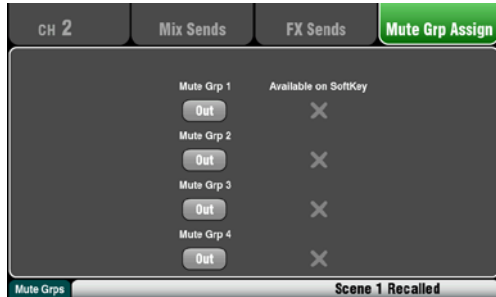 CH 2 Mix Sends FX Sends Mute Grp Assign
Mute Grp 1 Available on SoftKey
Out
Mute Grp 2
Out
Mute Grp 3
Out
Mute Grp 4
Out
Mute Grps Scene 1 Recalled